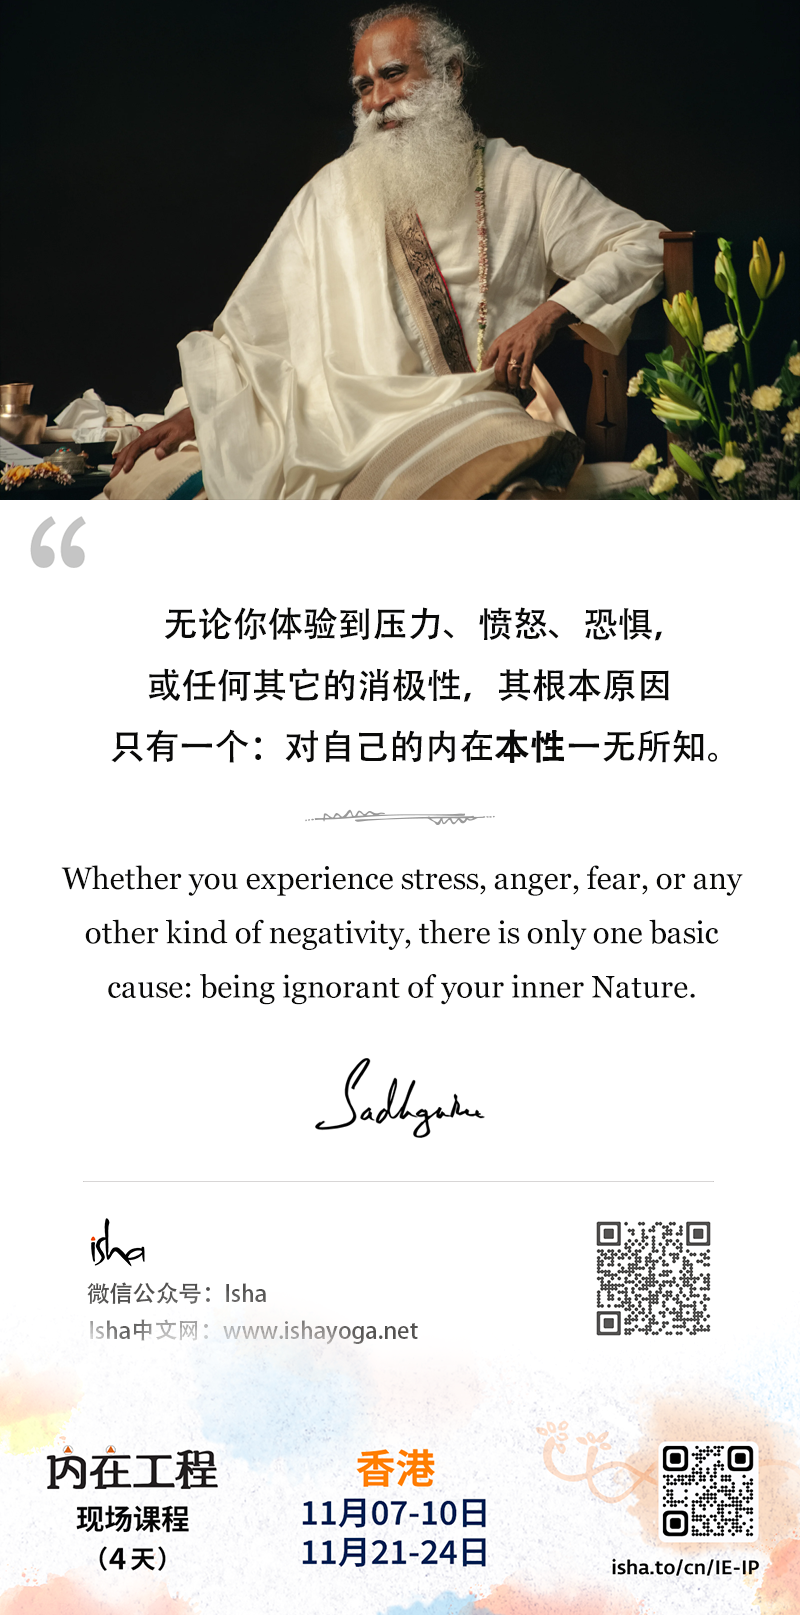 “
无论你体验到压力、愤怒、恐惧，
或任何其它的消极性，其根本原因
只有一个：对自己的内在本性一无所知。
Whether you experience stress, anger, fear, or any
other kind of negativity, there is only one basic
cause: being ignorant of your inner Nature.
Sadhguru
isha
微信公众号：Isha
Isha中文网：www.ishayoga.net
内在工程
现场课程
（4天）
香港
11月07-10日
11月21-24日
isha.to/cn/IE-IP